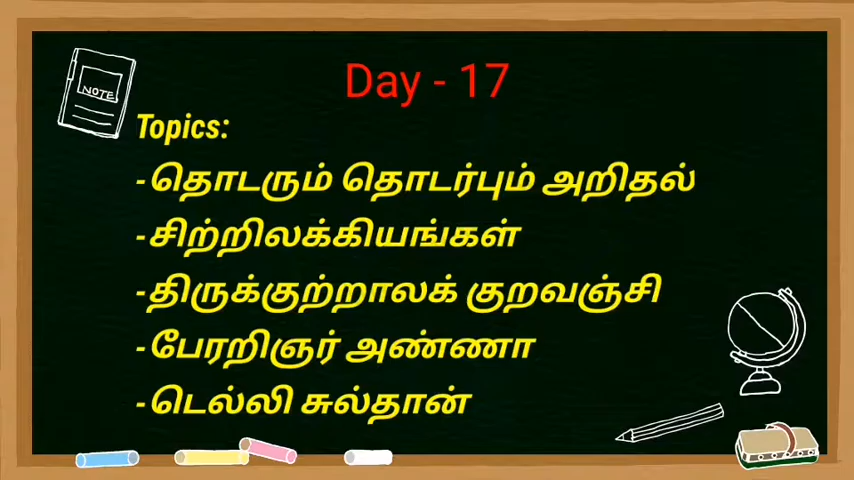 Day - 17
NOTE
Topics:
-தொடரும் தொடர்பும் அறிதல்
-சிற்றிலக்கியங்கள்
-திருக்குற்றாலக் குறவஞ்சி
-பேரறிஞர் அண்ணா
-டெல்லி சுல்தான்